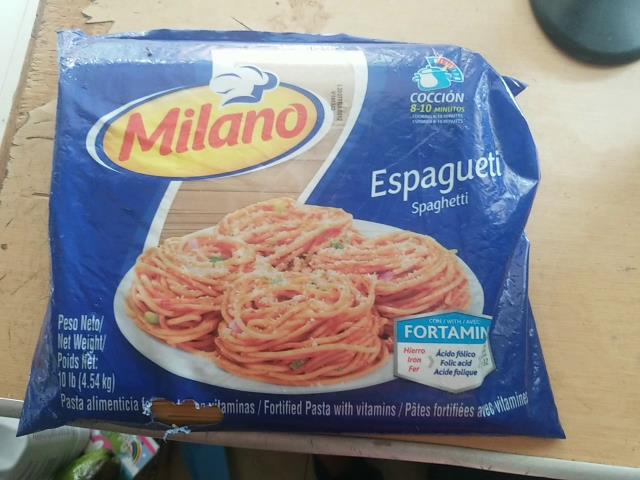 Milano
COCCIÓN
8-10 MINUTOS
Espagueti
Spaghetti
CON / WITH / AVEC
FORTAMIN
Hierro
Iron
Fer
Ácido fólico
Folic acid
Acide folique
Peso Neto/
Net Weight/
Poids Net:
10 lb (4.54 kg)
Pasta alimenticia vitaminas / Fortified Pasta with vitamins / Pâtes fortifiées avec vitamines